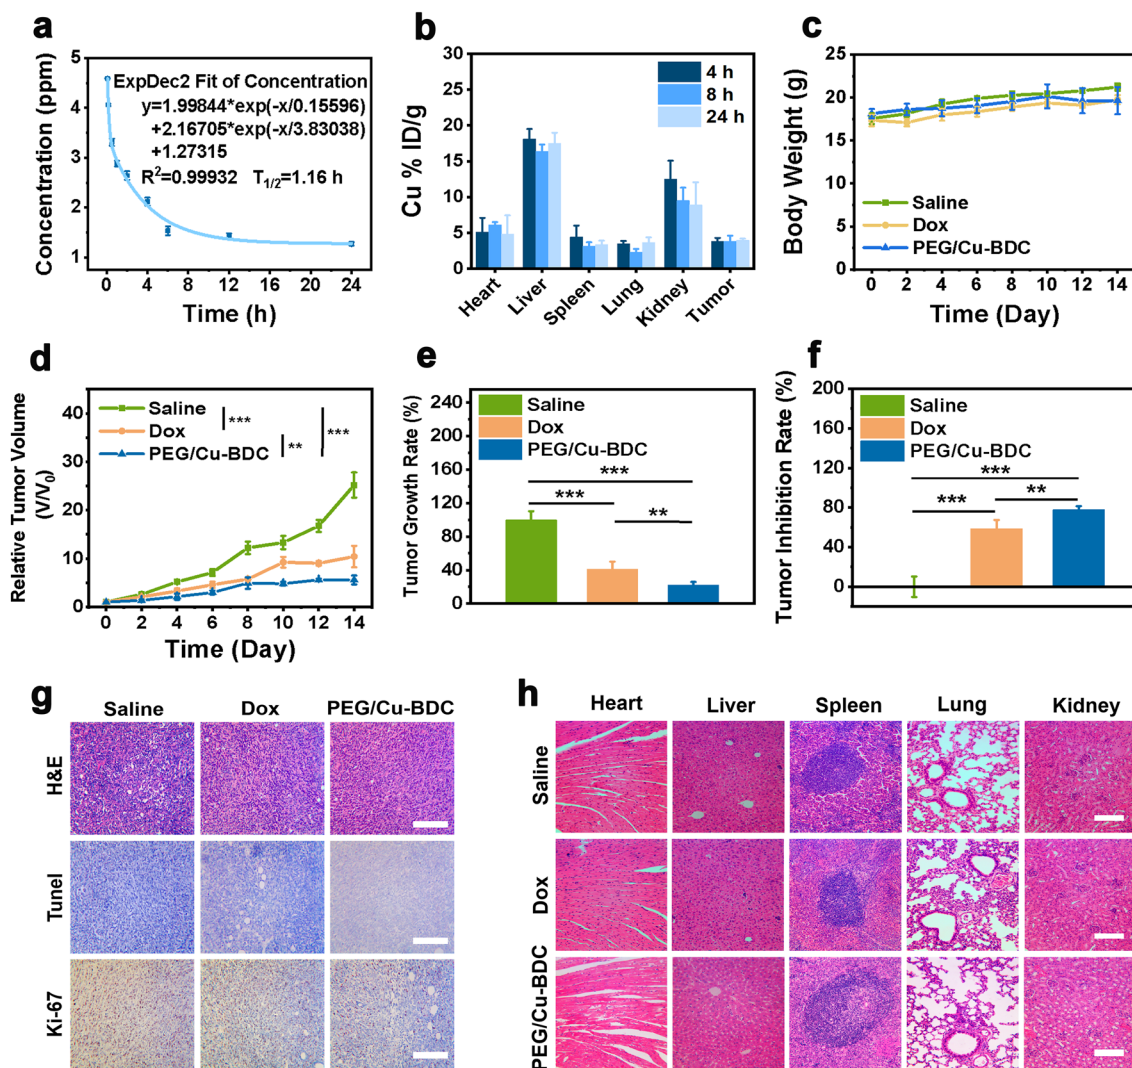 a
Concentration (ppm)
5
4
3
2
1
ExpDec2 Fit of Concentration
y=1.99844*exp(-x/0.15596)
+2.16705*exp(-x/3.83038)
+1.27315
R²=0.99932 T₁/₂=1.16 h
0 4 8 12 16 20 24
Time (h)
b
Cu % ID/g
30
25
20
15
10
5
0
4 h
8 h
24 h
Heart Liver Spleen Lung Kidney Tumor
c
Body Weight (g)
25
20
15
10
5
0
Saline
Dox
PEG/Cu-BDC
0 2 4 6 8 10 12 14
Time (Day)
d
Relative Tumor Volume
(V/V₀)
40
30
20
10
0
Saline
Dox
PEG/Cu-BDC
***
**
***
0 2 4 6 8 10 12 14
Time (Day)
e
Tumor Growth Rate (%)
240
200
160
120
80
40
0
Saline
Dox
PEG/Cu-BDC
***
***
**
f
Tumor Inhibition Rate (%)
200
160
120
80
40
0
Saline
Dox
PEG/Cu-BDC
***
***
**
g
Saline Dox PEG/Cu-BDC
H&E
Tunel
Ki-67
h
Heart Liver Spleen Lung Kidney
Saline
Dox
PEG/Cu-BDC